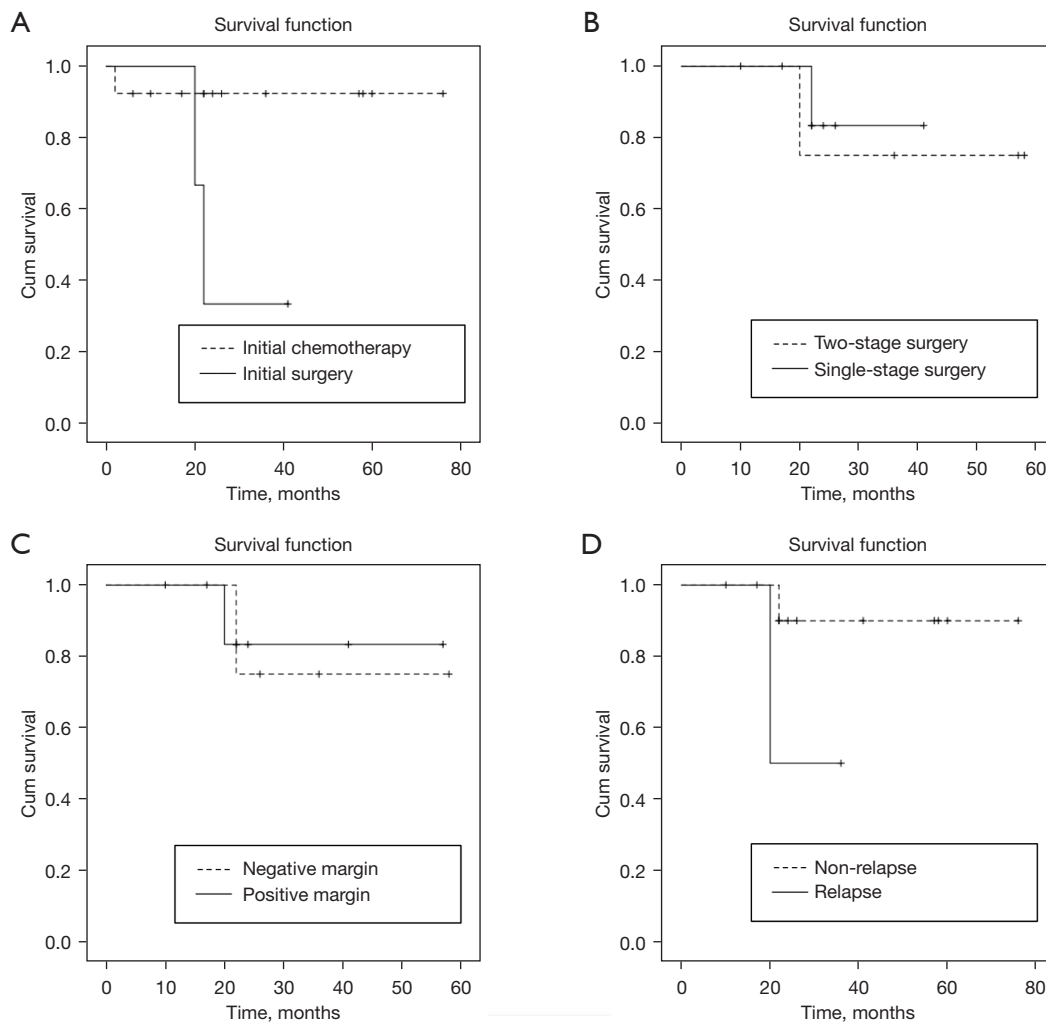 A
Survival function
Cum survival
1.0
0.8
0.6
0.4
0.2
0.0
Initial chemotherapy
Initial surgery
0 20 40 60 80
Time, months
B
Survival function
Cum survival
1.0
0.8
0.6
0.4
0.2
0.0
Two-stage surgery
Single-stage surgery
0 10 20 30 40 50 60
Time, months
C
Survival function
Cum survival
1.0
0.8
0.6
0.4
0.2
0.0
Negative margin
Positive margin
0 10 20 30 40 50 60
Time, months
D
Survival function
Cum survival
1.0
0.8
0.6
0.4
0.2
0.0
Non-relapse
Relapse
0 20 40 60 80
Time, months